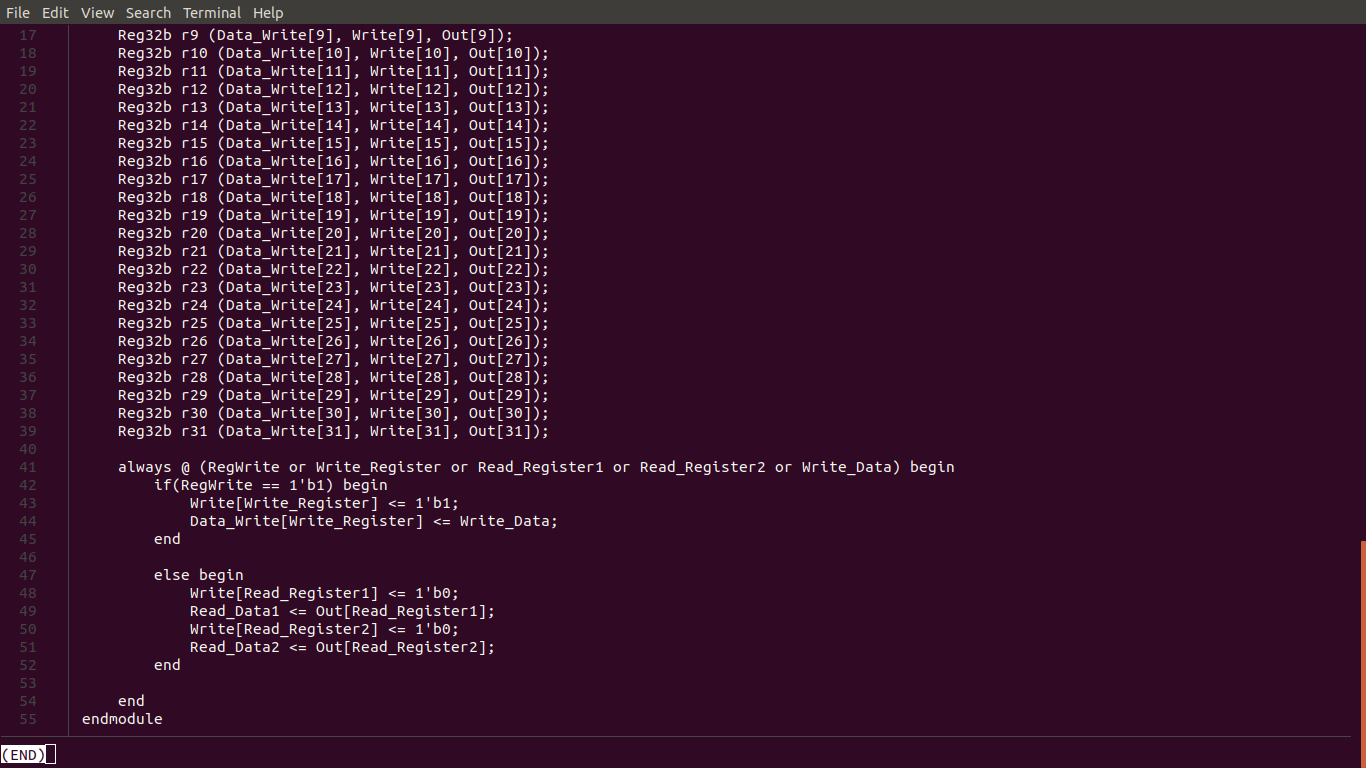 File Edit View Search Terminal Help
17 Reg32b r9 (Data_Write[9], Write[9], Out[9]);
18 Reg32b r10 (Data_Write[10], Write[10], Out[10]);
19 Reg32b r11 (Data_Write[11], Write[11], Out[11]);
20 Reg32b r12 (Data_Write[12], Write[12], Out[12]);
21 Reg32b r13 (Data_Write[13], Write[13], Out[13]);
22 Reg32b r14 (Data_Write[14], Write[14], Out[14]);
23 Reg32b r15 (Data_Write[15], Write[15], Out[15]);
24 Reg32b r16 (Data_Write[16], Write[16], Out[16]);
25 Reg32b r17 (Data_Write[17], Write[17], Out[17]);
26 Reg32b r18 (Data_Write[18], Write[18], Out[18]);
27 Reg32b r19 (Data_Write[19], Write[19], Out[19]);
28 Reg32b r20 (Data_Write[20], Write[20], Out[20]);
29 Reg32b r21 (Data_Write[21], Write[21], Out[21]);
30 Reg32b r22 (Data_Write[22], Write[22], Out[22]);
31 Reg32b r23 (Data_Write[23], Write[23], Out[23]);
32 Reg32b r24 (Data_Write[24], Write[24], Out[24]);
33 Reg32b r25 (Data_Write[25], Write[25], Out[25]);
34 Reg32b r26 (Data_Write[26], Write[26], Out[26]);
35 Reg32b r27 (Data_Write[27], Write[27], Out[27]);
36 Reg32b r28 (Data_Write[28], Write[28], Out[28]);
37 Reg32b r29 (Data_Write[29], Write[29], Out[29]);
38 Reg32b r30 (Data_Write[30], Write[30], Out[30]);
39 Reg32b r31 (Data_Write[31], Write[31], Out[31]);
40
41 always @ (RegWrite or Write_Register or Read_Register1 or Read_Register2 or Write_Data) begin
42 if(RegWrite == 1'b1) begin
43 Write[Write_Register] <= 1'b1;
44 Data_Write[Write_Register] <= Write_Data;
45 end
46
47 else begin
48 Write[Read_Register1] <= 1'b0;
49 Read_Data1 <= Out[Read_Register1];
50 Write[Read_Register2] <= 1'b0;
51 Read_Data2 <= Out[Read_Register2];
52 end
53
54 end
55 endmodule
(END)